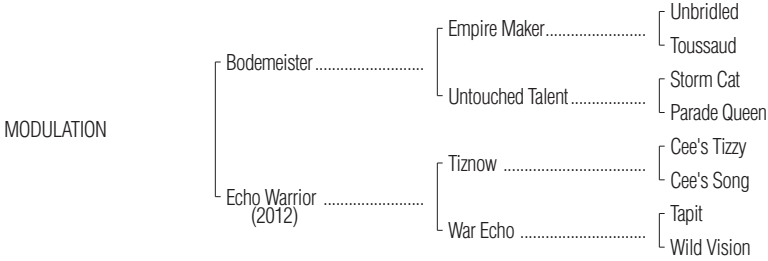 Unbridled
Empire Maker..........................
Toussaud
Bodemeister..........................
Storm Cat
Untouched Talent..................
Parade Queen
MODULATION
Cee's Tizzy
Tiznow ..................................
Cee's Song
Echo Warrior ........................
(2012)
Tapit
War Echo ..............................
Wild Vision